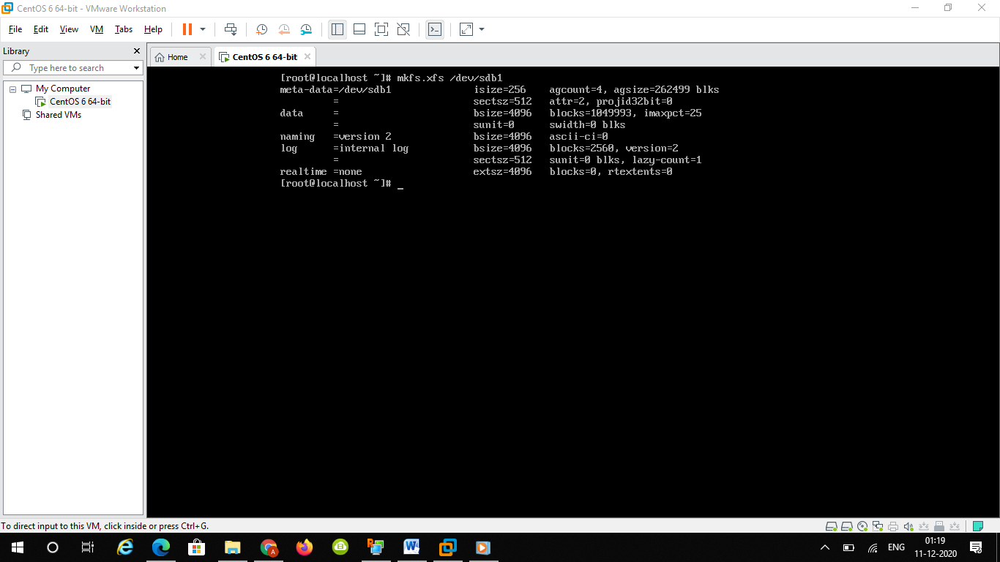 CentOS 6 64-bit - VMware Workstation
File Edit View VM Tabs Help
Library
Type here to search
My Computer
CentOS 6 64-bit
Shared VMs
Home CentOS 6 64-bit
[root@localhost ~]# mkfs.xfs /dev/sdb1
meta-data=/dev/sdb1 isize=256 agcount=4, agsize=262499 blks
= sectsz=512 attr=2, projid32bit=0
data = bsize=4096 blocks=1049993, imaxpct=25
= sunit=0 swidth=0 blks
naming =version 2 bsize=4096 ascii-ci=0
log =internal log bsize=4096 blocks=2560, version=2
= sectsz=512 sunit=0 blks, lazy-count=1
realtime =none extsz=4096 blocks=0, rtextents=0
[root@localhost ~]# _
To direct input to this VM, click inside or press Ctrl+G.
ENG
01:19
11-12-2020